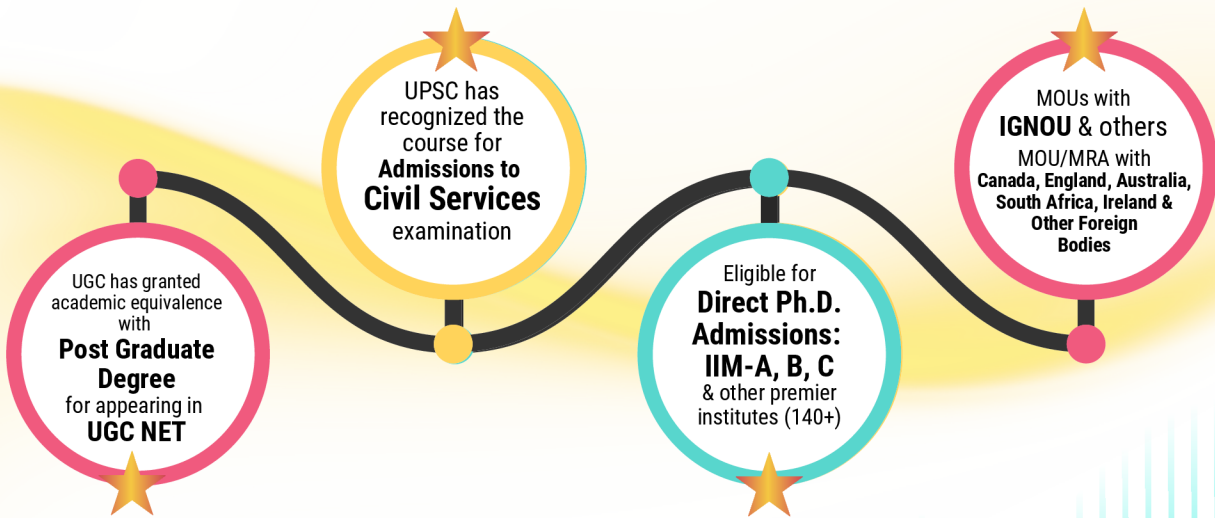 UGC has granted
academic equivalence
with
Post Graduate
Degree
for appearing in
UGC NET
UPSC has
recognized the
course for
Admissions to
Civil Services
examination
Eligible for
Direct Ph.D.
Admissions:
IIM-A, B, C
& other premier
institutes (140+)
MOUs with
IGNOU & others
MOU/MRA with
Canada, England, Australia,
South Africa, Ireland &
Other Foreign
Bodies